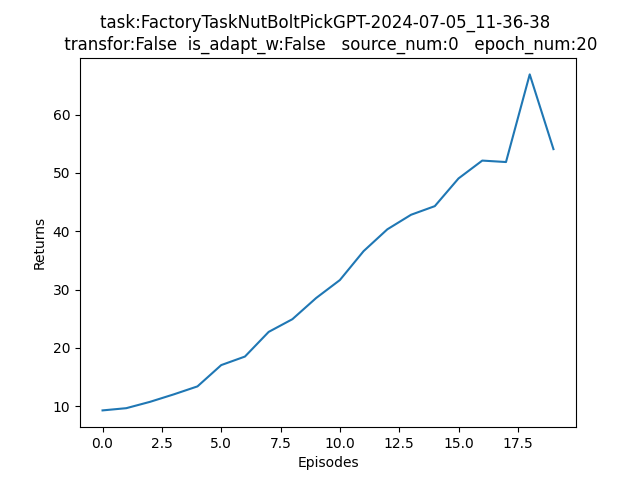 task:FactoryTaskNutBoltPickGPT-2024-07-05_11-36-38
transfor:False  is_adapt_w:False   source_num:0   epoch_num:20
Returns
60
50
40
30
20
10
0.0 2.5 5.0 7.5 10.0 12.5 15.0 17.5
Episodes